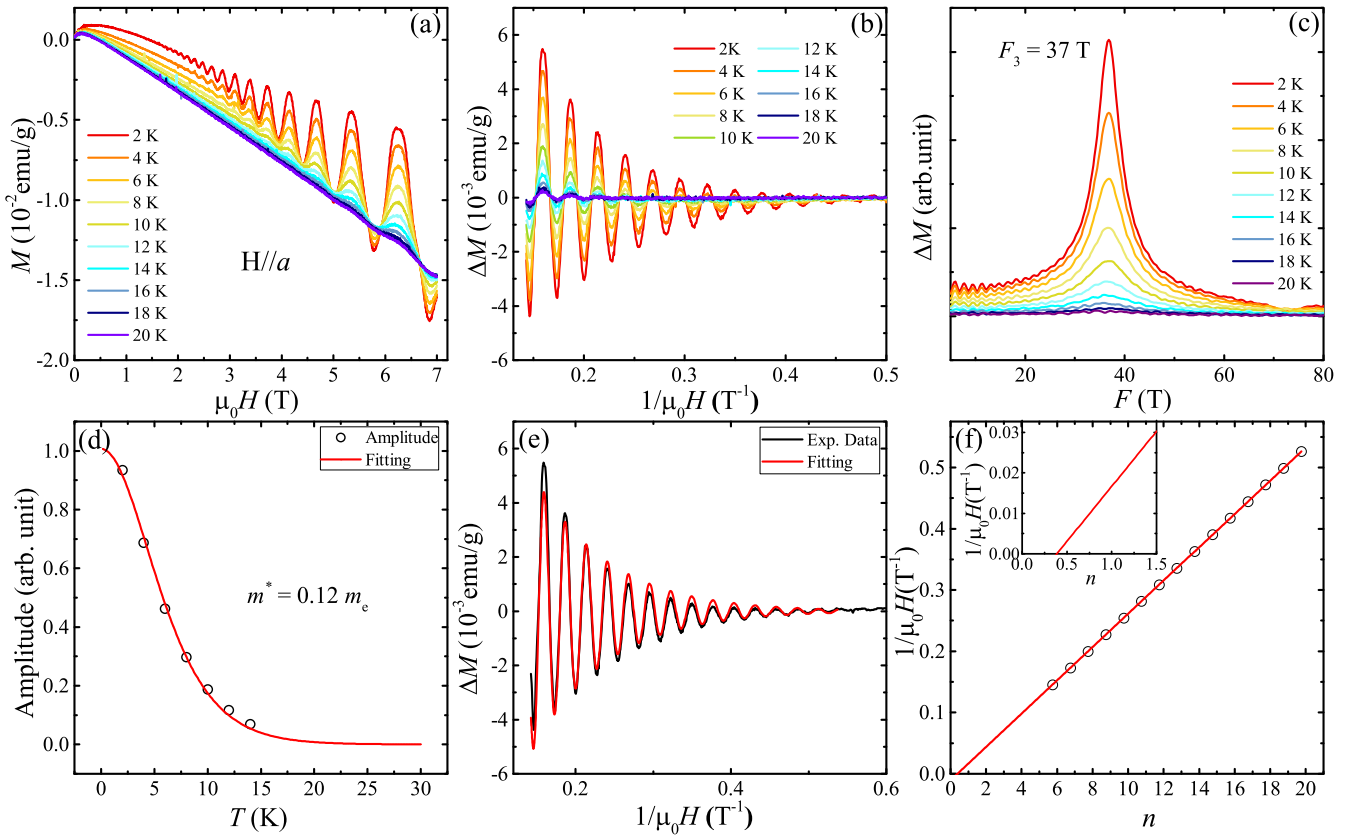 (a)
M (10⁻² emu/g)
0.0
-0.5
-1.0
-1.5
-2.0
2 K
4 K
6 K
8 K
10 K
12 K
14 K
16 K
18 K
20 K
H//a
0 1 2 3 4 5 6 7
μ₀H (T)
(b)
ΔM (10⁻³ emu/g)
6
4
2
0
-2
-4
-6
2K 12 K
4 K 14 K
6 K 16 K
8 K 18 K
10 K 20 K
0.2 0.3 0.4 0.5
1/μ₀H (T⁻¹)
(c)
F₃ = 37 T
ΔM (arb.unit)
2 K
4 K
6 K
8 K
10 K
12 K
14 K
16 K
18 K
20 K
20 40 60 80
F (T)
(d)
Amplitude
Fitting
Amplitude (arb. unit)
1.0
0.8
0.6
0.4
0.2
0.0
m* = 0.12 mₑ
0 5 10 15 20 25 30
T (K)
(e)
Exp. Data
Fitting
ΔM (10⁻³ emu/g)
6
4
2
0
-2
-4
-6
0.2 0.4 0.6
1/μ₀H (T⁻¹)
(f)
1/μ₀H(T⁻¹)
0.5
0.4
0.3
0.2
0.1
0.0
0.03
0.02
0.01
0.00
1/μ₀H(T⁻¹)
0.0 0.5 1.0 1.5
n
0 2 4 6 8 10 12 14 16 18 20
n